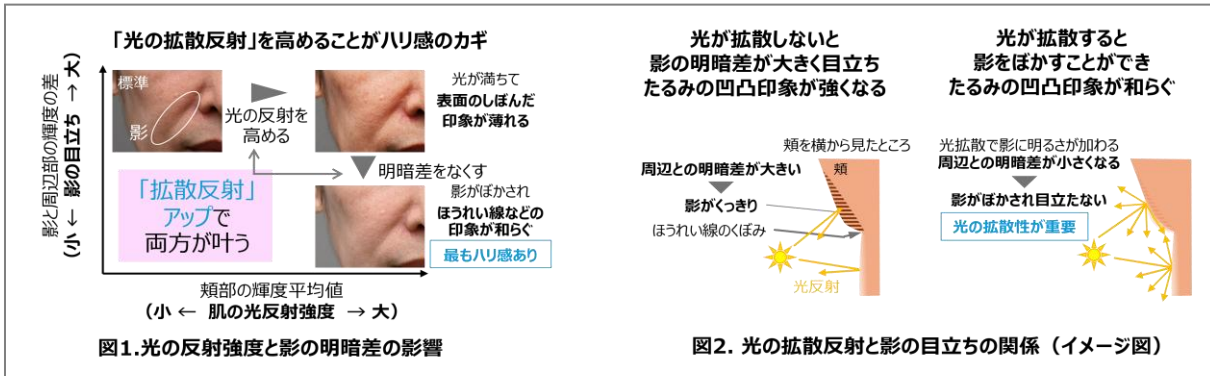 「光の拡散反射」を高めることがハリ感のカギ
影と周辺部の輝度の差
(小 ← 影の目立ち → 大)
標準
影
光の反射を
高める
光が満ちて
表面のしぼんだ
印象が薄れる
明暗差をなくす
「拡散反射」
アップで
両方が叶う
影がぼかされ
ほうれい線などの
印象が和らぐ
最もハリ感あり
頬部の輝度平均値
(小 ← 肌の光反射強度 → 大)
図1.光の反射強度と影の明暗差の影響
光が拡散しないと
影の明暗差が大きく目立ち
たるみの凹凸印象が強くなる
頬を横から見たところ
周辺との明暗差が大きい
頬
影がくっきり
ほうれい線のくぼみ
光反射
光が拡散すると
影をぼかすことができ
たるみの凹凸印象が和らぐ
光拡散で影に明るさが加わる
周辺との明暗差が小さくなる
影がぼかされ目立たない
光の拡散性が重要
図2. 光の拡散反射と影の目立ちの関係（イメージ図）